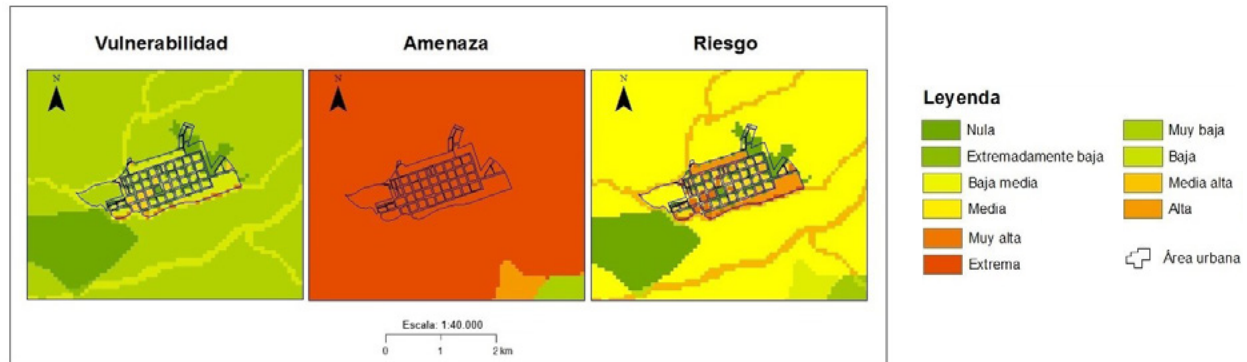 Vulnerabilidad
Amenaza
Riesgo
N
N
N
Escala: 1:40.000
0 1 2 km
Leyenda
Nula
Extremadamente baja
Baja media
Media
Muy alta
Extrema
Muy baja
Baja
Media alta
Alta
Área urbana